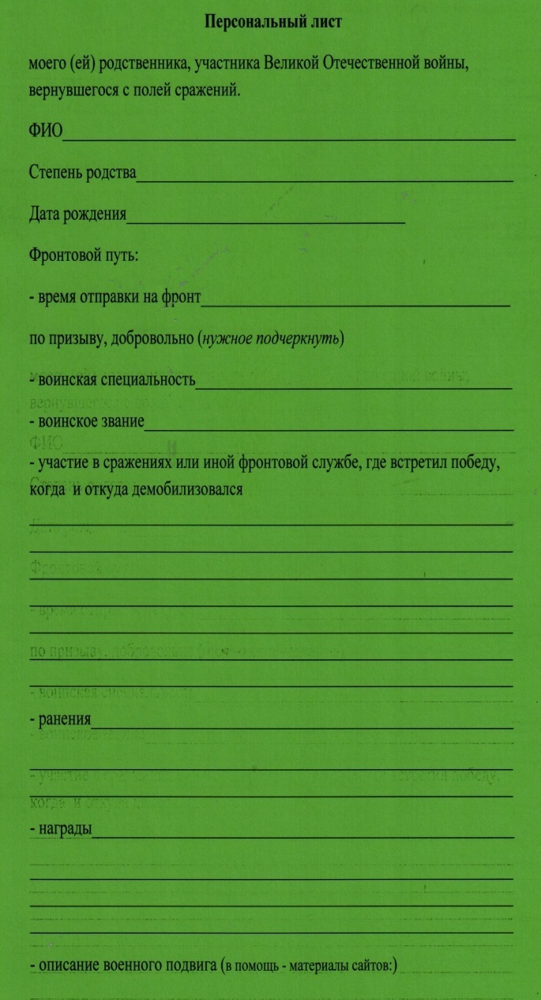 Персональный лист
моего (ей) родственника, участника Великой Отечественной войны,
вернувшегося с полей сражений.
ФИО
Степень родства
Дата рождения
Фронтовой путь:
- время отправки на фронт
по призыву, добровольно (нужное подчеркнуть)
- воинская специальность
- воинское звание
- участие в сражениях или иной фронтовой службе, где встретил победу,
когда и откуда демобилизовался
- ранения
- награды
- описание военного подвига (в помощь - материалы сайтов:)